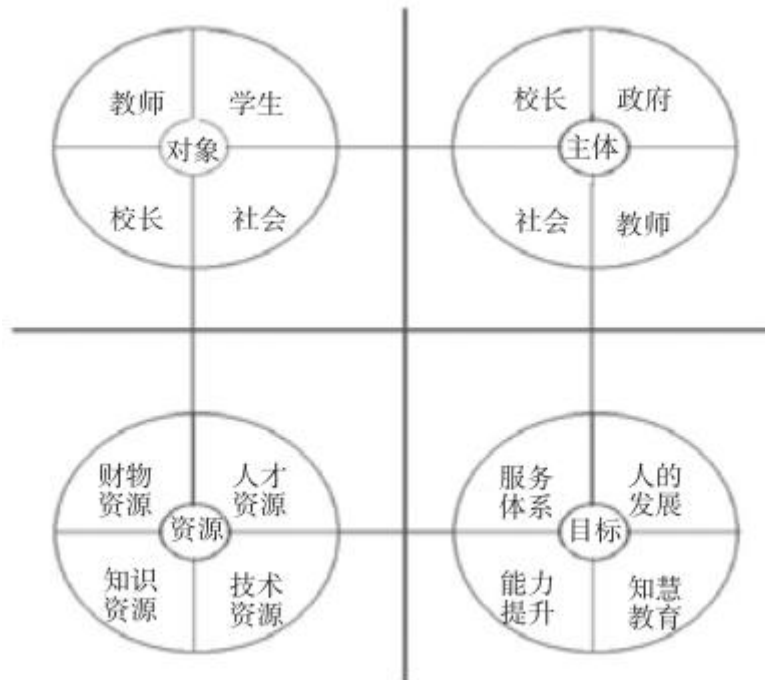 教师
学生
对象
校长
社会
校长
政府
主体
社会
教师
财物
资源
人才
资源
资源
知识
资源
技术
资源
服务
体系
人的
发展
目标
能力
提升
知慧
教育